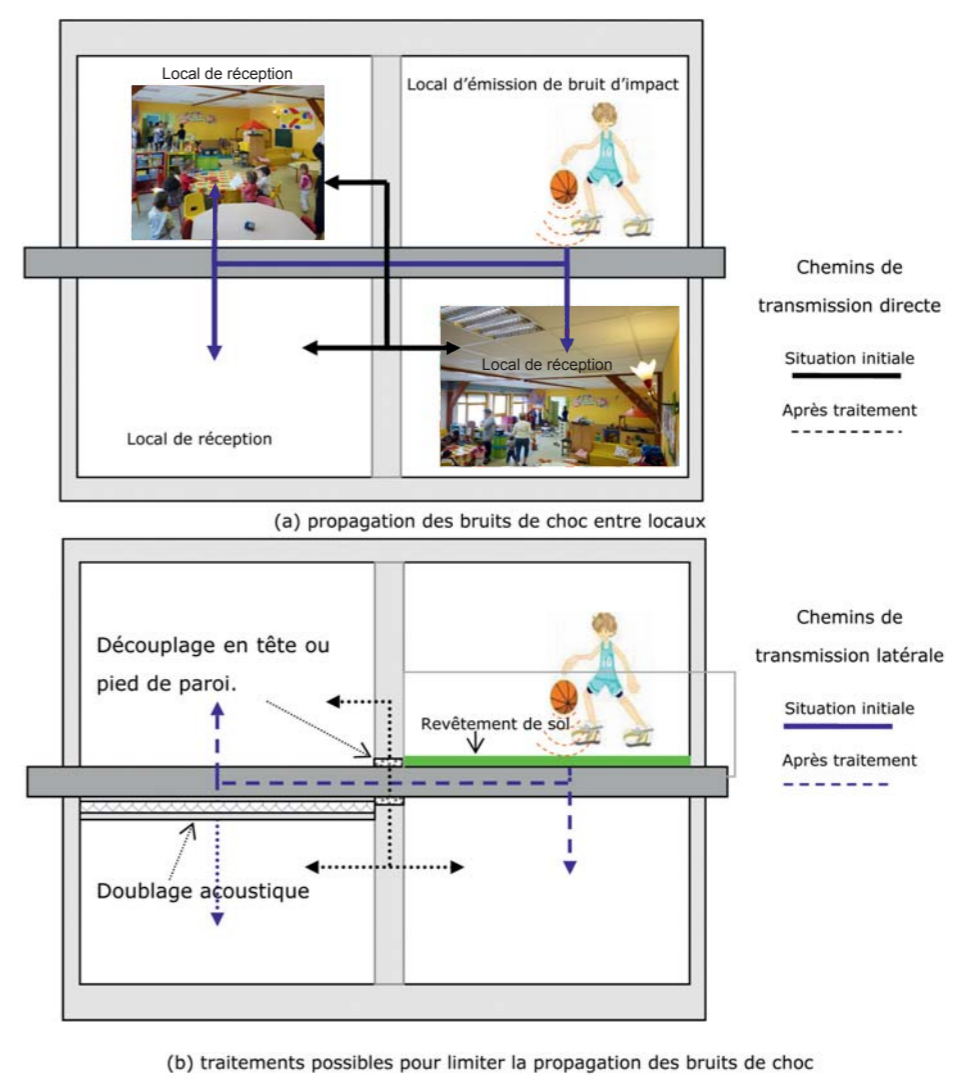 Local de réception
Local d'émission de bruit d'impact
10
Local de réception
Local de réception
Chemins de
transmission directe
Situation initiale
Après traitement
(a) propagation des bruits de choc entre locaux
Découplage en tête ou
pied de paroi.
Revêtement de sol
10
Doublage acoustique
Chemins de
transmission latérale
Situation initiale
Après traitement
(b) traitements possibles pour limiter la propagation des bruits de choc